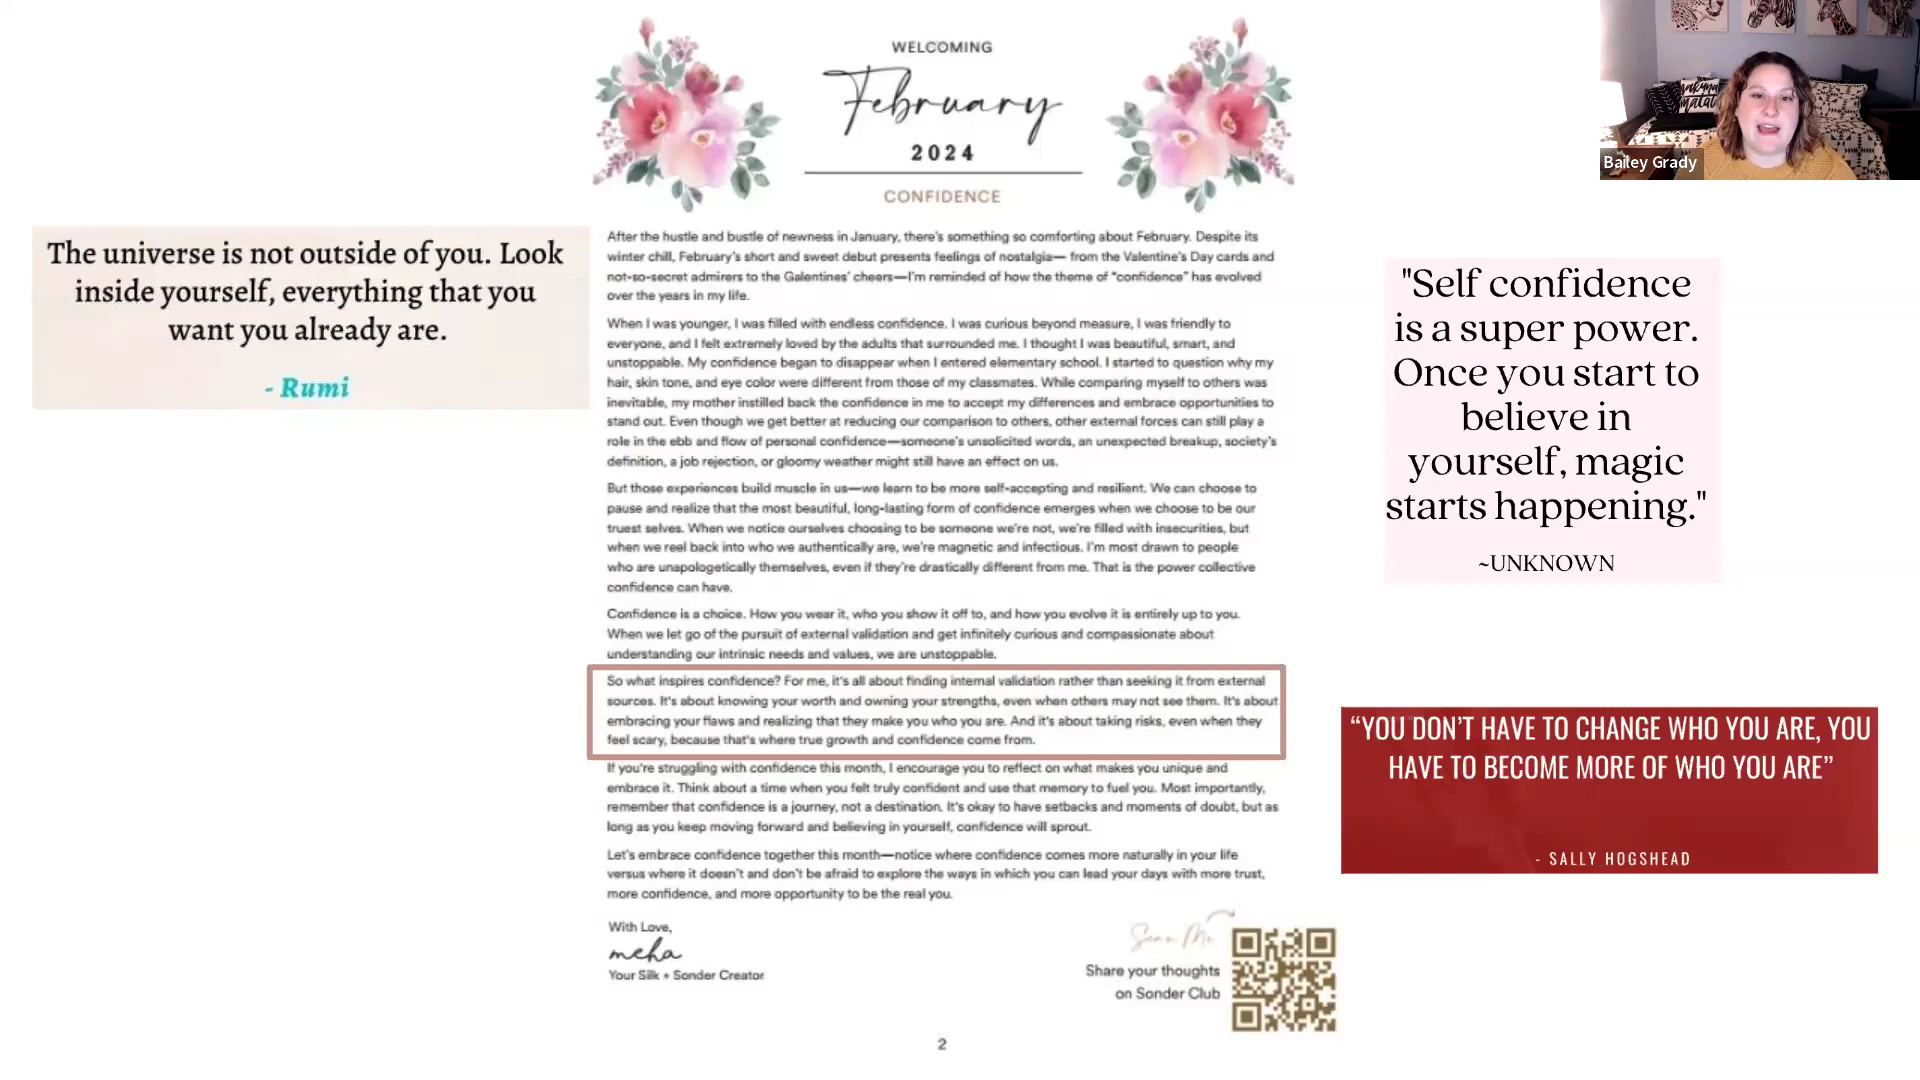 WELCOMING
February
2024
CONFIDENCE
Bailey Grady
The universe is not outside of you. Look
inside yourself, everything that you
want you already are.
- Rumi
After the hustle and bustle of newness in January, there's something so comforting about February. Despite its
winter chill, February's short and sweet debut presents feelings of nostalgia— from the Valentine's Day cards and
not-so-secret admirers to the Galentines' cheers—I'm reminded of how the theme of "confidence" has evolved
over the years in my life.
When I was younger, I was filled with endless confidence. I was curious beyond measure, I was friendly to
everyone, and I felt extremely loved by the adults that surrounded me. I thought I was beautiful, smart, and
unstoppable. My confidence began to disappear when I entered elementary school. I started to question why my
hair, skin tone, and eye color were different from those of my classmates. While comparing myself to others was
inevitable, my mother instilled back the confidence in me to accept my differences and embrace opportunities to
stand out. Even though we get better at reducing our comparison to others, other external forces can still play a
role in the ebb and flow of personal confidence—someone's unsolicited words, an unexpected breakup, society's
definition, a job rejection, or gloomy weather might still have an effect on us.
But those experiences build muscle in us—we learn to be more self-accepting and resilient. We can choose to
pause and realize that the most beautiful, long-lasting form of confidence emerges when we choose to be our
truest selves. When we notice ourselves choosing to be someone we're not, we're filled with insecurities, but
when we reel back into who we authentically are, we're magnetic and infectious. I'm most drawn to people
who are unapologetically themselves, even if they're drastically different from me. That is the power collective
confidence can have.
Confidence is a choice. How you wear it, who you show it off to, and how you evolve it is entirely up to you.
When we let go of the pursuit of external validation and get infinitely curious and compassionate about
understanding our intrinsic needs and values, we are unstoppable.
So what inspires confidence? For me, it's all about finding internal validation rather than seeking it from external
sources. It's about knowing your worth and owning your strengths, even when others may not see them. It's about
embracing your flaws and realizing that they make you who you are. And it's about taking risks, even when they
feel scary, because that's where true growth and confidence come from.
If you're struggling with confidence this month, I encourage you to reflect on what makes you unique and
embrace it. Think about a time when you felt truly confident and use that memory to fuel you. Most importantly,
remember that confidence is a journey, not a destination. It's okay to have setbacks and moments of doubt, but as
long as you keep moving forward and believing in yourself, confidence will sprout.
Let's embrace confidence together this month—notice where confidence comes more naturally in your life
versus where it doesn't and don't be afraid to explore the ways in which you can lead your days with more trust,
more confidence, and more opportunity to be the real you.
With Love,
meha
Your Silk + Sonder Creator
Scan Me
Share your thoughts
on Sonder Club
2
"Self confidence
is a super power.
Once you start to
believe in
yourself, magic
starts happening."
~UNKNOWN
“YOU DON'T HAVE TO CHANGE WHO YOU ARE, YOU
HAVE TO BECOME MORE OF WHO YOU ARE”
- SALLY HOGSHEAD